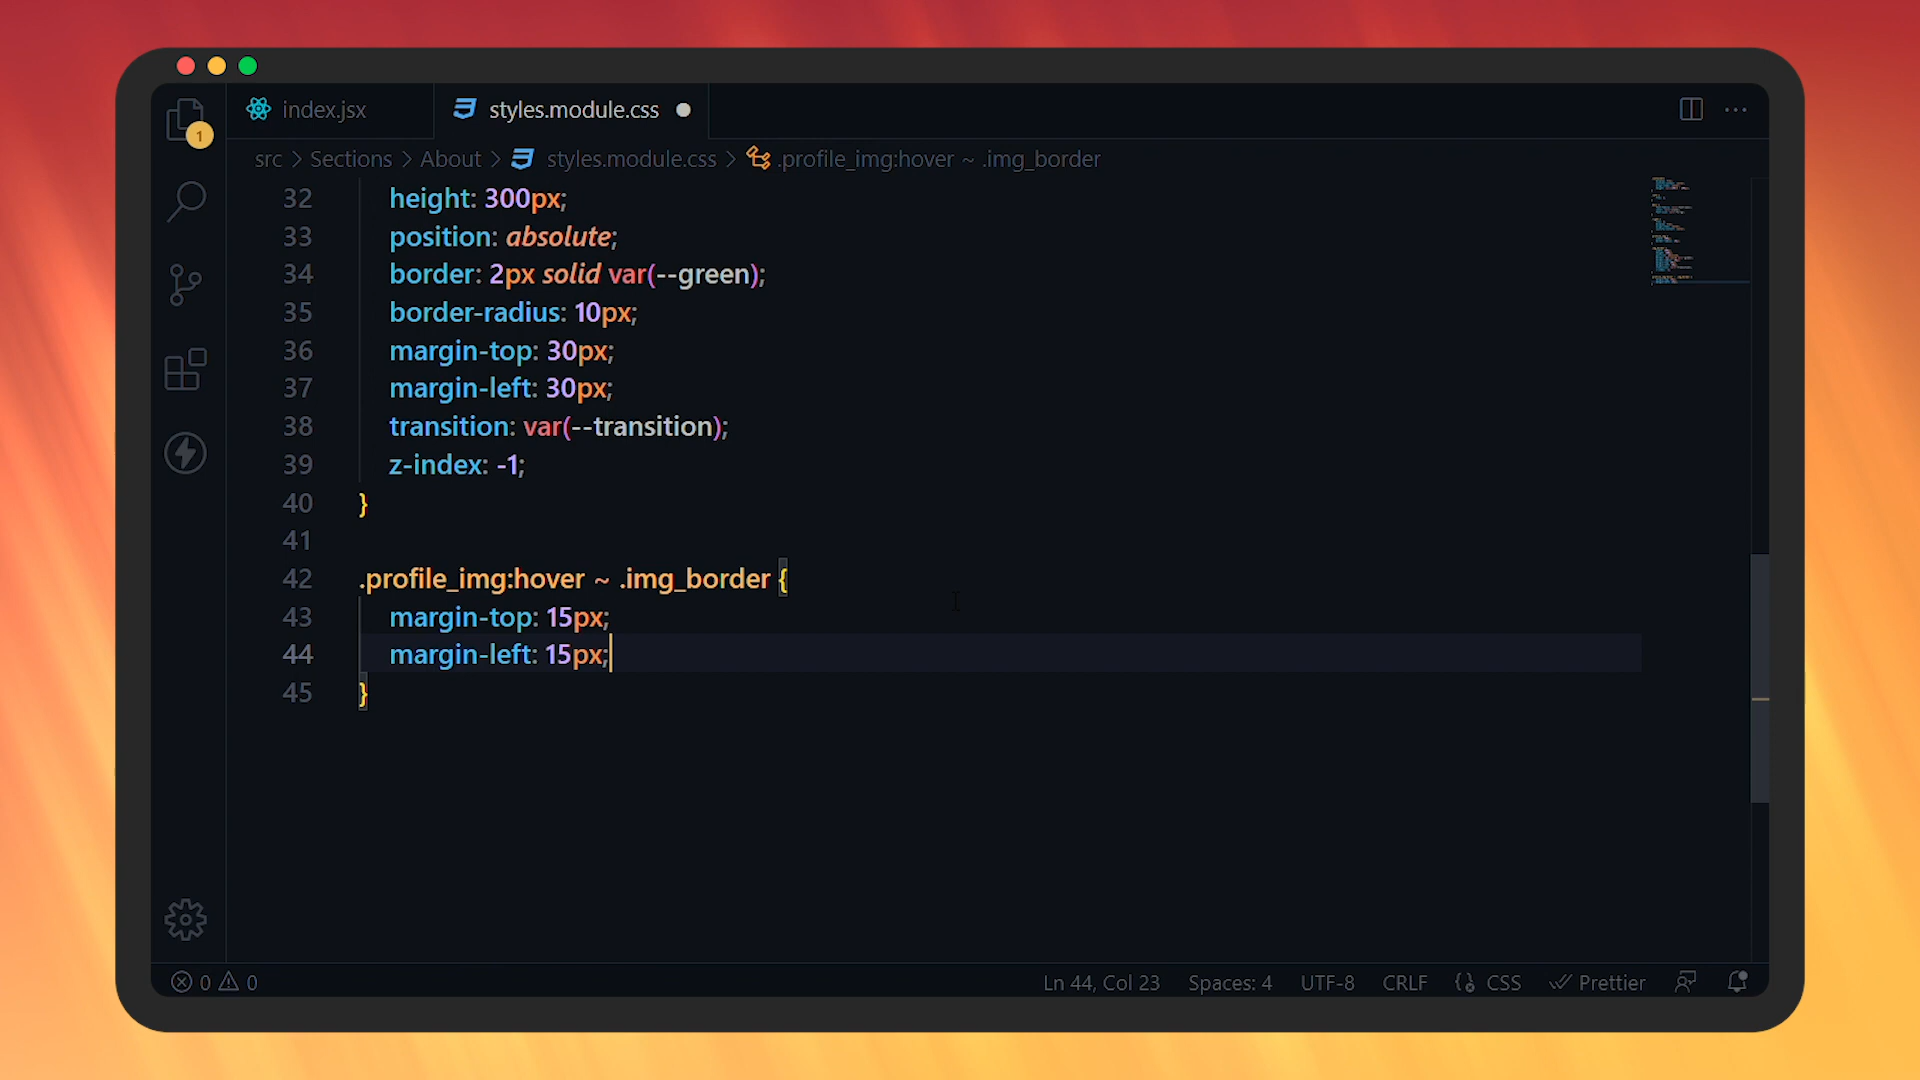 index.jsx
styles.module.css
src > Sections > About > styles.module.css > .profile_img:hover ~ .img_border
1
32 height: 300px;
33 position: absolute;
34 border: 2px solid var(--green);
35 border-radius: 10px;
36 margin-top: 30px;
37 margin-left: 30px;
38 transition: var(--transition);
39 z-index: -1;
40 }
41
42 .profile_img:hover ~ .img_border {
43 margin-top: 15px;
44 margin-left: 15px;
45 }
0 0 Ln 44, Col 23 Spaces: 4 UTF-8 CRLF CSS Prettier